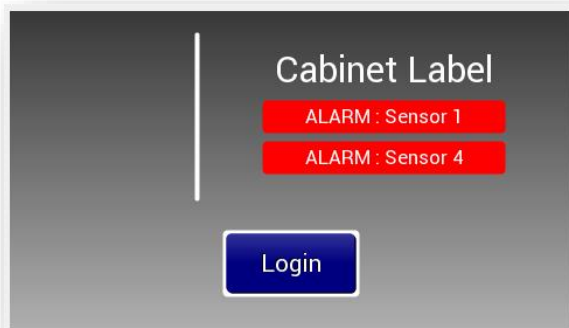 Cabinet Label
ALARM : Sensor 1
ALARM : Sensor 4
Login